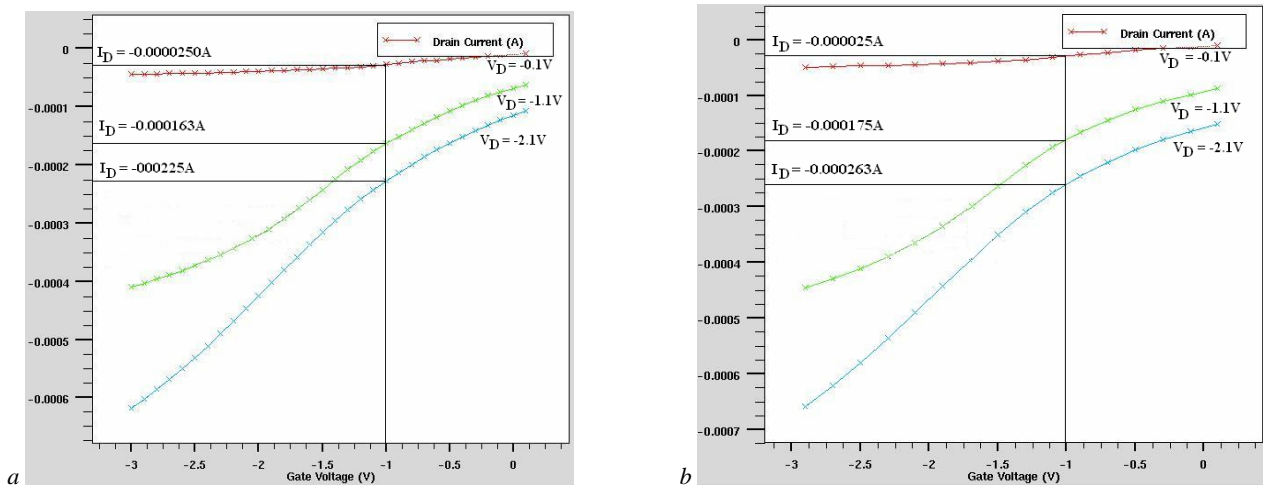 Drain Current (A)
0
I_D = -0.0000250A
V_D = -0.1V
-0.0001
V_D = -1.1V
I_D = -0.000163A
V_D = -2.1V
-0.0002
I_D = -000225A
-0.0003
-0.0004
-0.0005
-0.0006
-3 -2.5 -2 -1.5 -1 -0.5 0
Gate Voltage (V)
a
Drain Current (A)
0
I_D = -0.000025A
V_D = -0.1V
-0.0001
V_D = -1.1V
I_D = -0.000175A
V_D = -2.1V
-0.0002
I_D = -0.000263A
-0.0003
-0.0004
-0.0005
-0.0006
-0.0007
-3 -2.5 -2 -1.5 -1 -0.5 0
Gate Voltage (V)
b